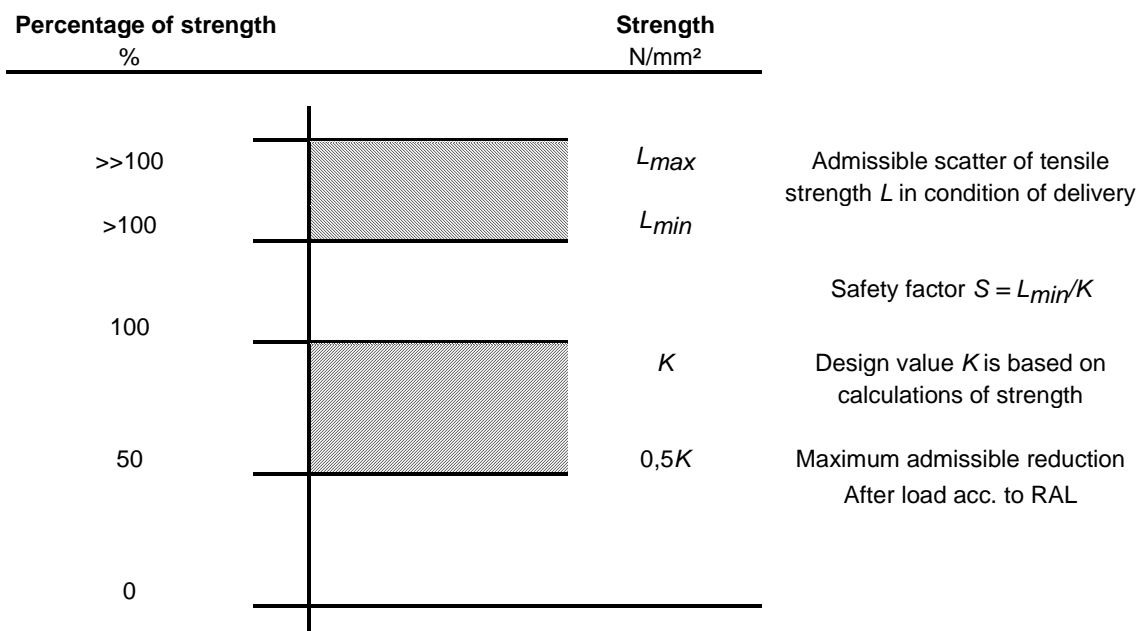 Percentage of strength Strength
% N/mm²
>>100 Lmax Admissible scatter of tensile
strength L in condition of delivery
>100 Lmin
Safety factor S = Lmin/K
100
K Design value K is based on
calculations of strength
50 0,5K Maximum admissible reduction
After load acc. to RAL
0